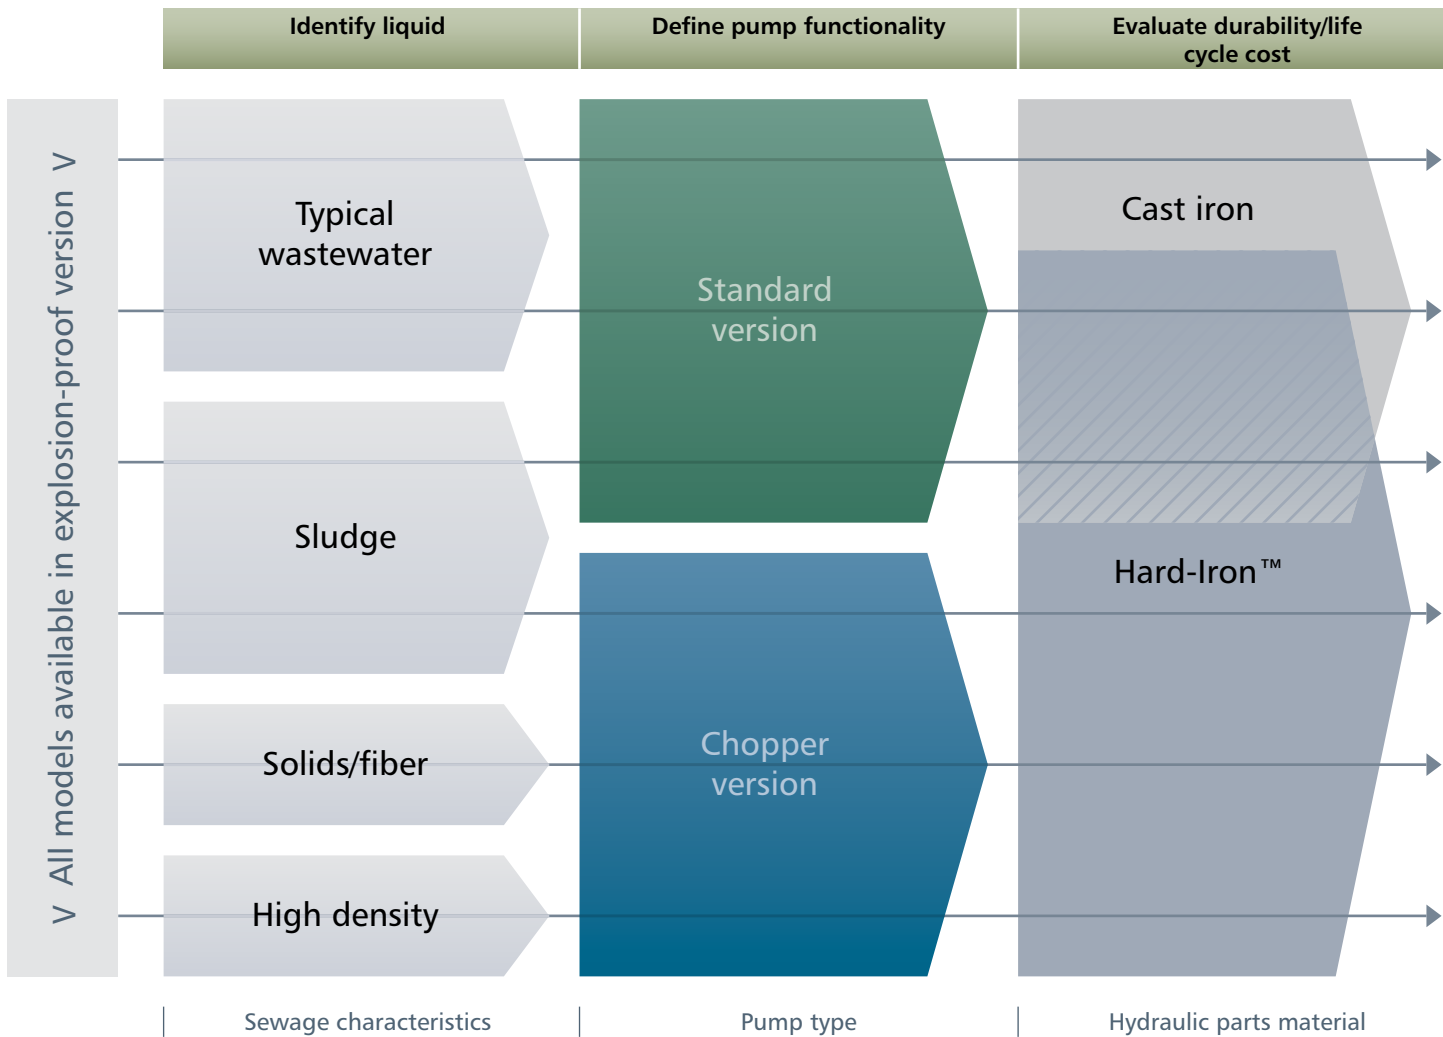 Identify liquid
Define pump functionality
Evaluate durability/life
cycle cost
< All models available in explosion-proof version <
Typical
wastewater
Sludge
Solids/fiber
High density
Standard
version
Chopper
version
Cast iron
Hard-Iron™
Sewage characteristics
Pump type
Hydraulic parts material